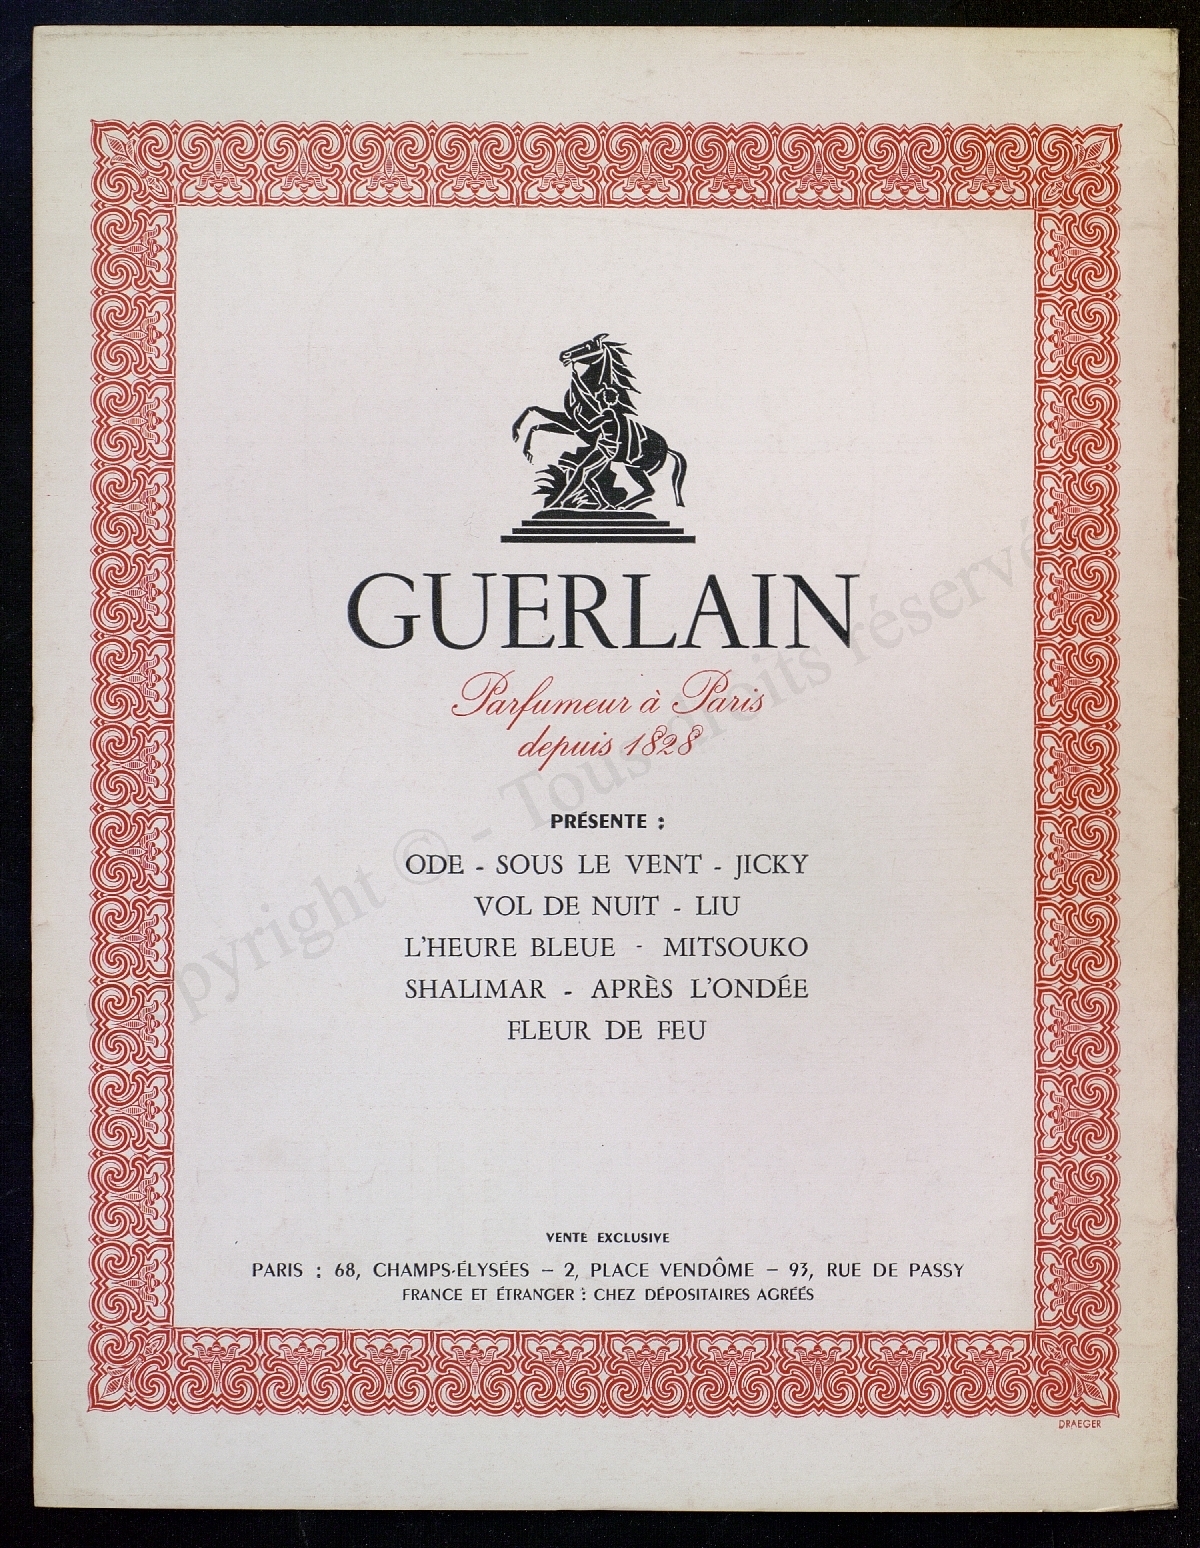 GUERLAIN
Parfumeur à Paris
depuis 1828
PRÉSENTE :
ODE - SOUS LE VENT - JICKY
VOL DE NUIT - LIU
L'HEURE BLEUE - MITSOUKO
SHALIMAR - APRÈS L'ONDÉE
FLEUR DE FEU
VENTE EXCLUSIVE
PARIS : 68, CHAMPS-ÉLYSÉES – 2, PLACE VENDÔME – 93, RUE DE PASSY
FRANCE ET ÉTRANGER : CHEZ DÉPOSITAIRES AGRÉÉS
DRAEGER
pyright © - Tous droits réservé